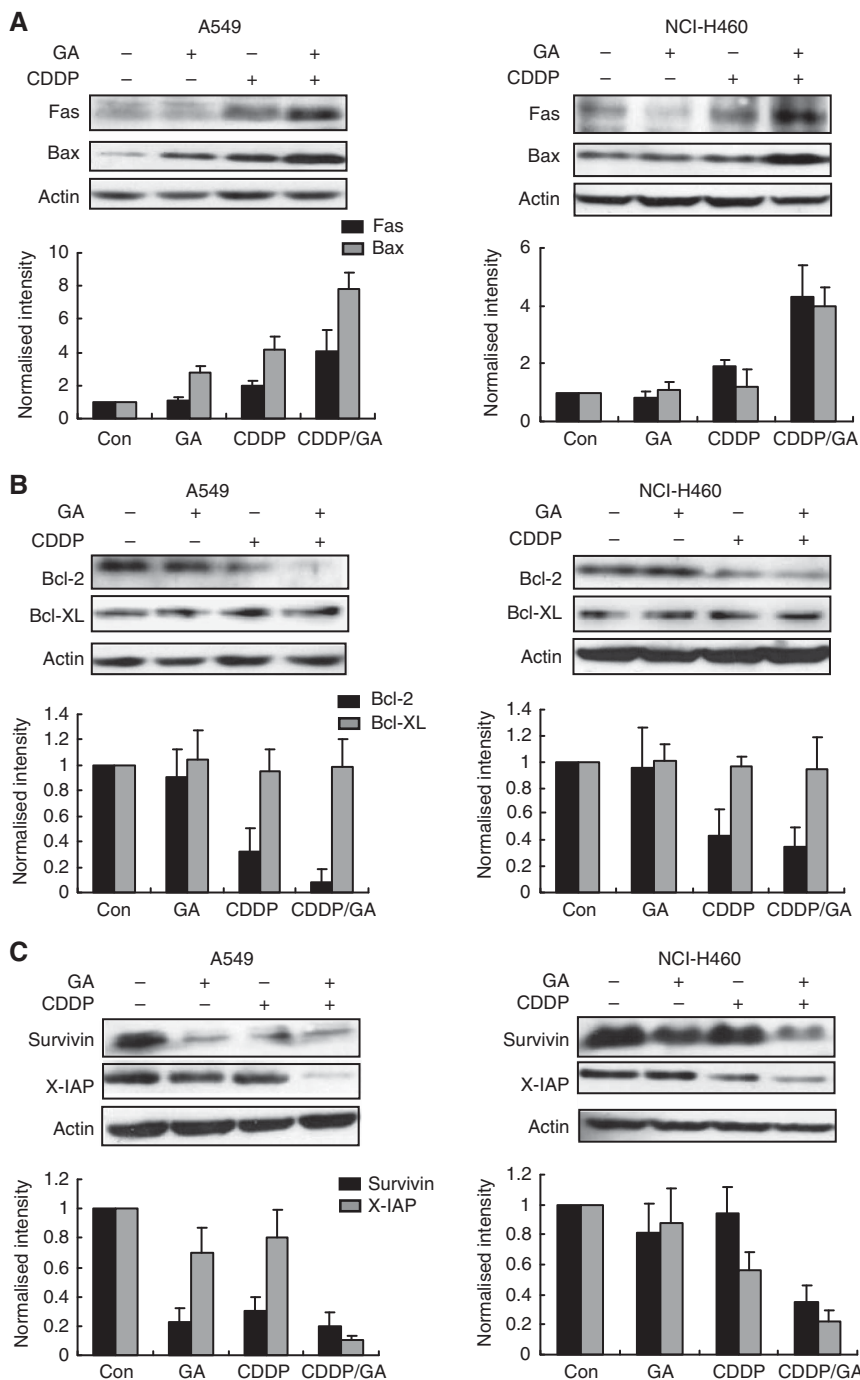 A
A549
GA − + − +
CDDP − − + +
Fas
Bax
Actin
Fas
Bax
Normalised intensity
10
8
6
4
2
0
Con GA CDDP CDDP/GA
NCI-H460
GA − + − +
CDDP − − + +
Fas
Bax
Actin
Normalised intensity
6
4
2
0
Con GA CDDP CDDP/GA
B
A549
GA − + − +
CDDP − − + +
Bcl-2
Bcl-XL
Actin
Bcl-2
Bcl-XL
Normalised intensity
1.4
1.2
1
0.8
0.6
0.4
0.2
0
Con GA CDDP CDDP/GA
NCI-H460
GA − + − +
CDDP − − + +
Bcl-2
Bcl-XL
Actin
Normalised intensity
1.4
1.2
1
0.8
0.6
0.4
0.2
0
Con GA CDDP CDDP/GA
C
A549
GA − + − +
CDDP − − + +
Survivin
X-IAP
Actin
Survivin
X-IAP
Normalised intensity
1.2
1
0.8
0.6
0.4
0.2
0
Con GA CDDP CDDP/GA
NCI-H460
GA − + − +
CDDP − − + +
Survivin
X-IAP
Actin
Normalised intensity
1.2
1
0.8
0.6
0.4
0.2
0
Con GA CDDP CDDP/GA